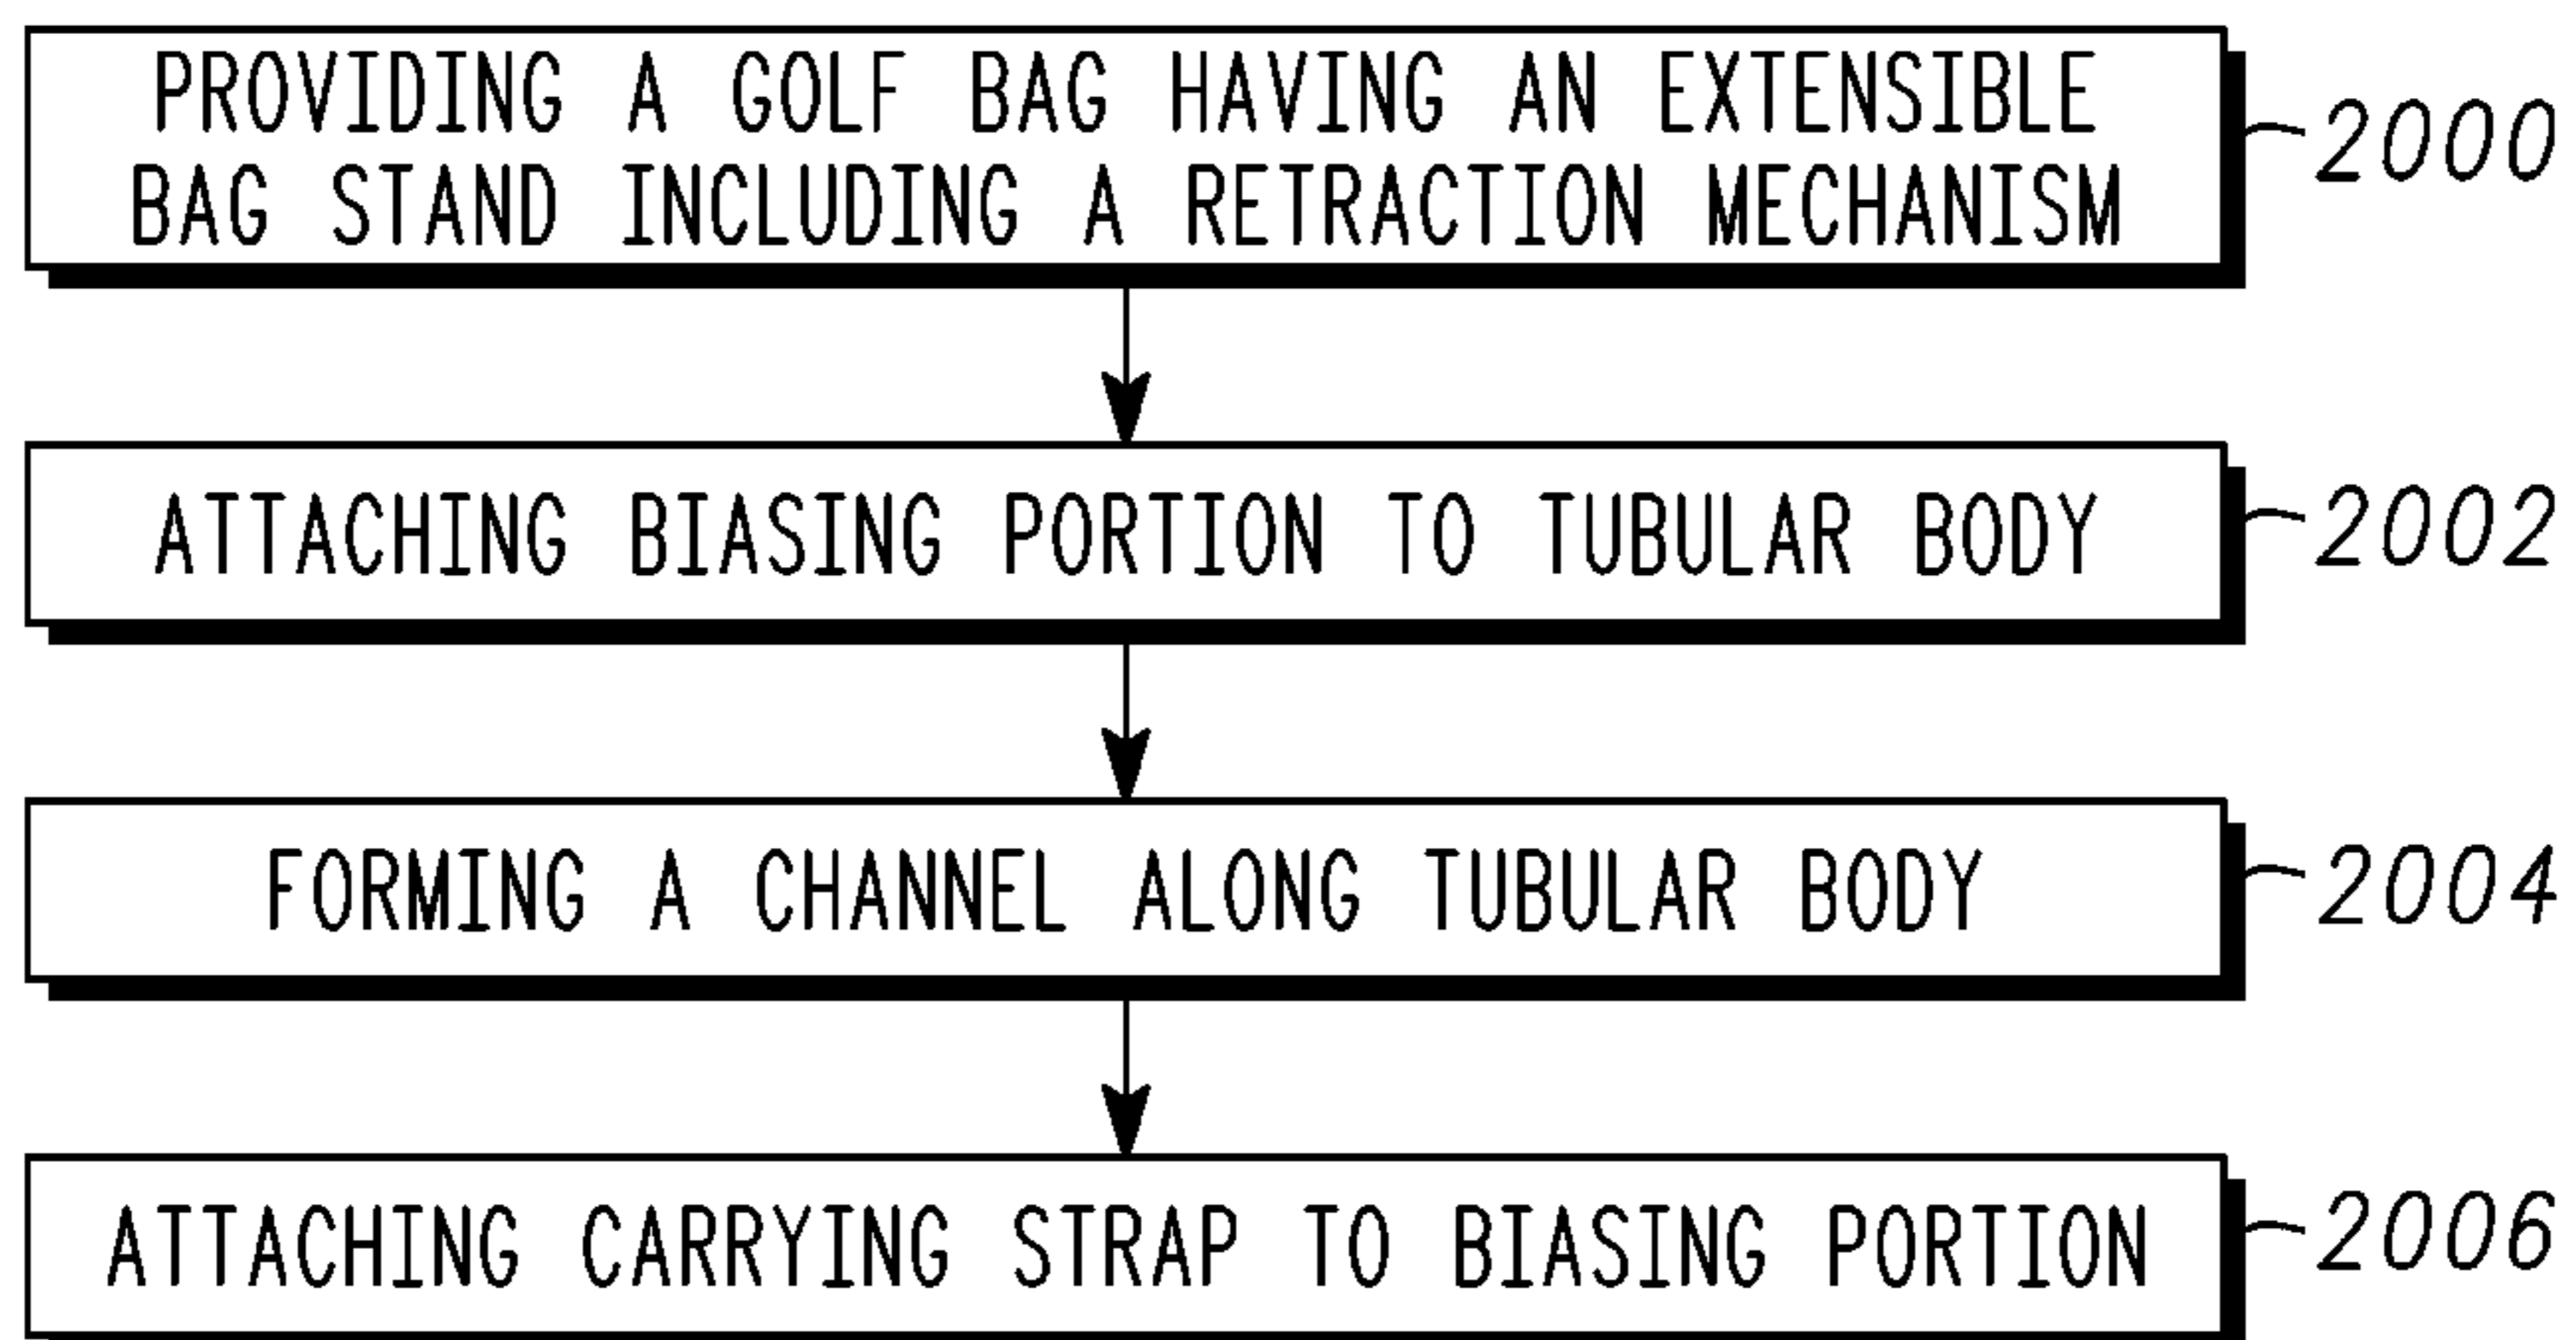 PROVIDING A GOLF BAG HAVING AN EXTENSIBLE
BAG STAND INCLUDING A RETRACTION MECHANISM
2000
ATTACHING BIASING PORTION TO TUBULAR BODY
2002
FORMING A CHANNEL ALONG TUBULAR BODY
2004
ATTACHING CARRYING STRAP TO BIASING PORTION
2006